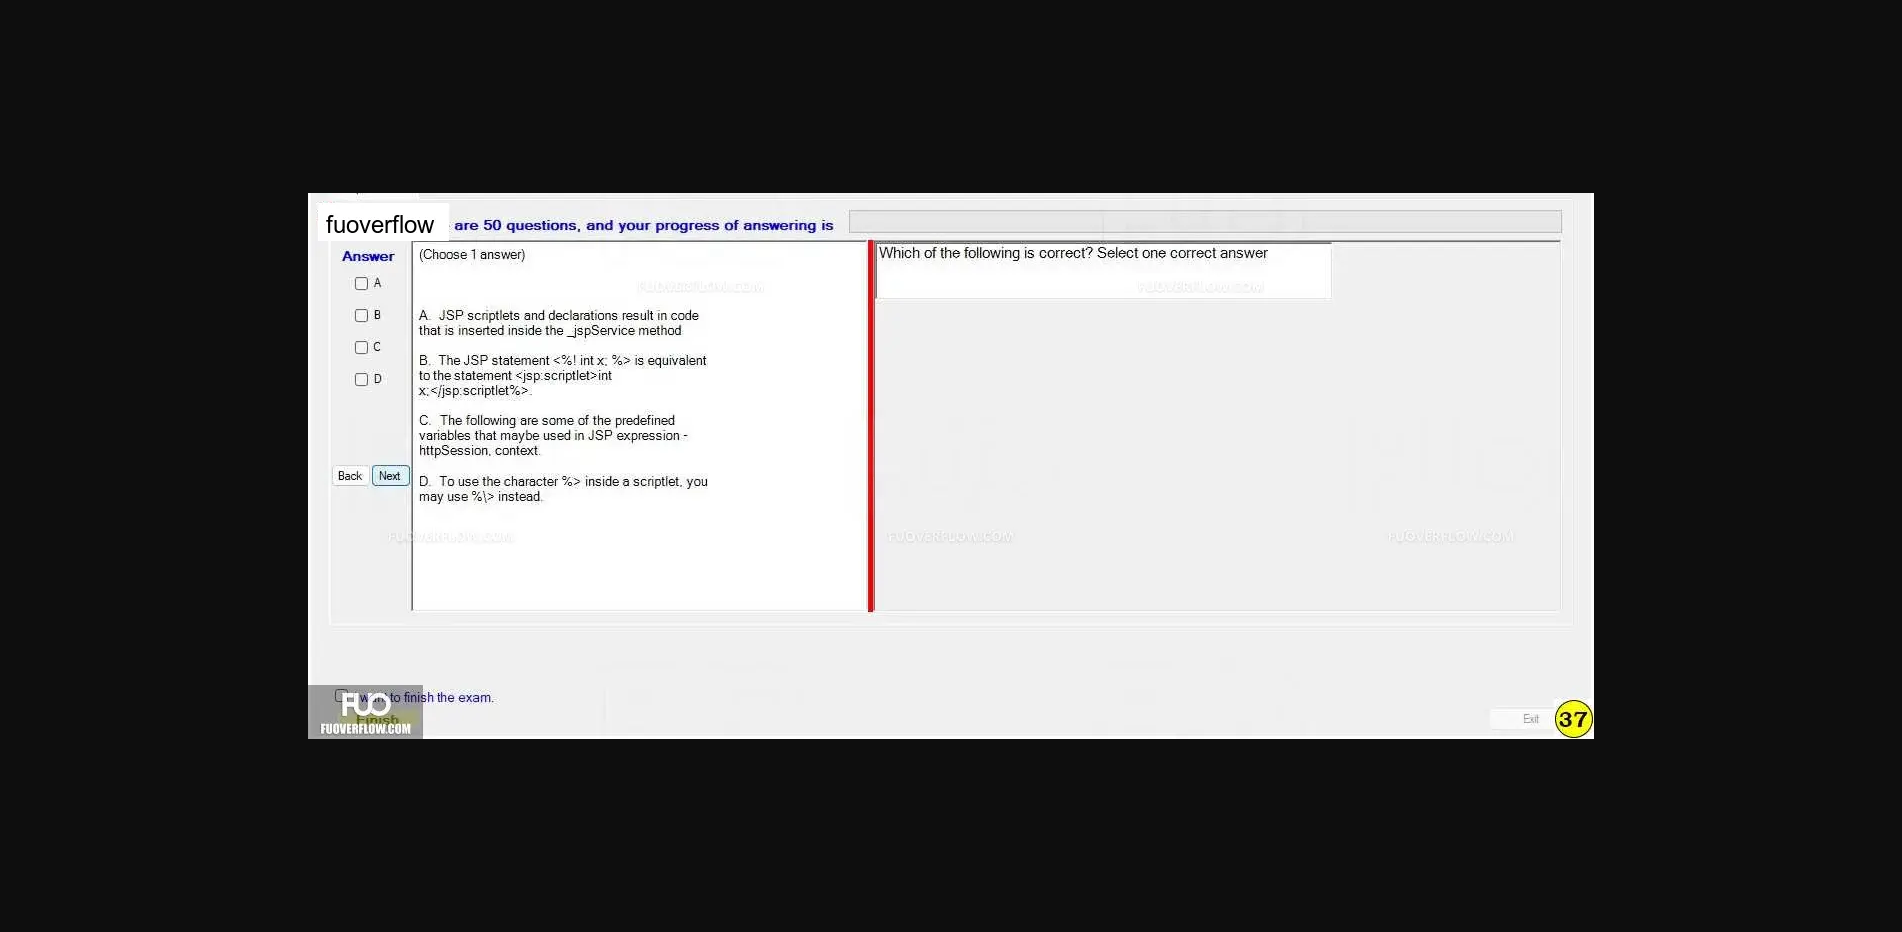 fuoverflow are 50 questions, and your progress of answering is
Answer
A
B
C
D
Back Next
(Choose 1 answer)
A. JSP scriptlets and declarations result in code
that is inserted inside the _jspService method
B. The JSP statement <%! int x; %> is equivalent
to the statement <jsp:scriptlet>int
x;</jsp:scriptlet%>.
C. The following are some of the predefined
variables that maybe used in JSP expression -
httpSession, context.
D. To use the character %> inside a scriptlet, you
may use %\> instead.
Which of the following is correct? Select one correct answer
FUOVERFLOW.COM FUOVERFLOW.COM
FUOVERFLOW.COM FUOVERFLOW.COM FUOVERFLOW.COM
want to finish the exam.
FUO
Finish
FUOVERFLOW.COM
Exit 37